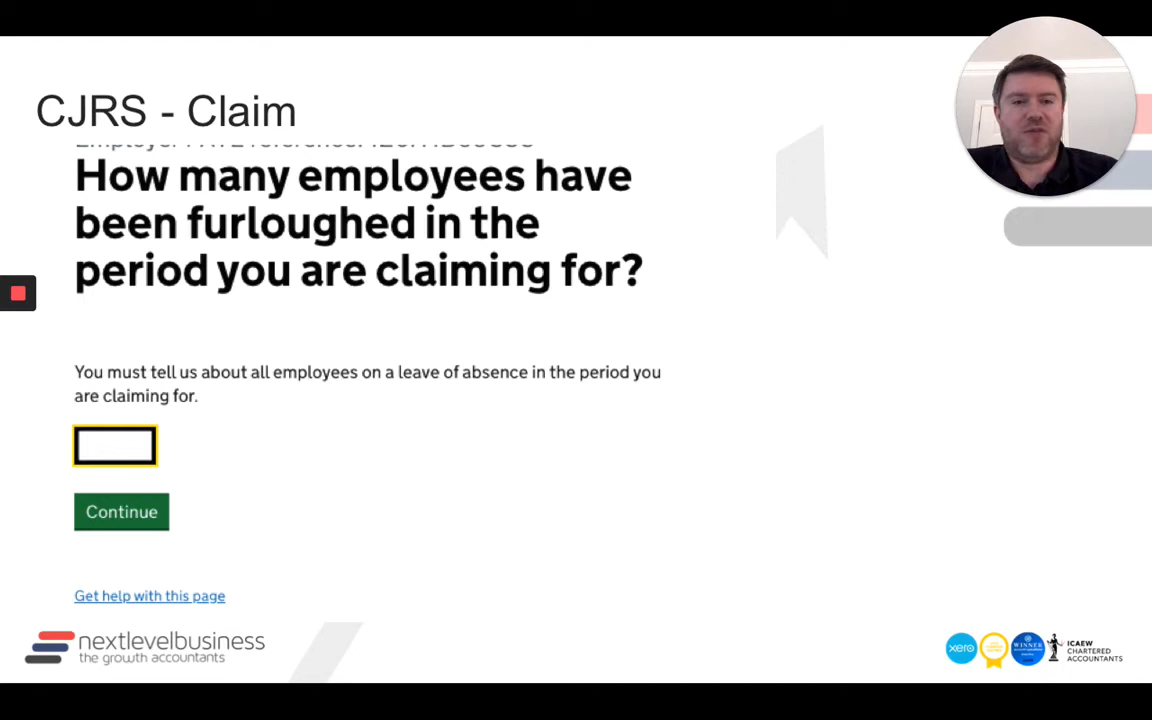 CJRS - Claim
How many employees have
been furloughed in the
period you are claiming for?
You must tell us about all employees on a leave of absence in the period you
are claiming for.
Continue
Get help with this page
nextlevelbusiness
the growth accountants
xero
WINNER
ICAEW
CHARTERED
ACCOUNTANTS